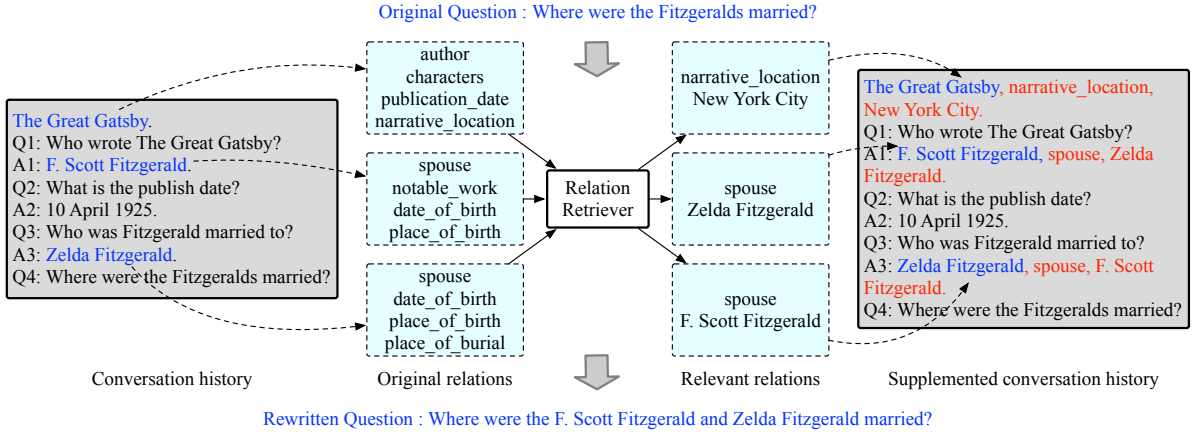 Original Question : Where were the Fitzgeralds married?
The Great Gatsby.
Q1: Who wrote The Great Gatsby?
A1: F. Scott Fitzgerald.
Q2: What is the publish date?
A2: 10 April 1925.
Q3: Who was Fitzgerald married to?
A3: Zelda Fitzgerald.
Q4: Where were the Fitzgeralds married?
Conversation history
author
characters
publication_date
narrative_location
spouse
notable_work
date_of_birth
place_of_birth
spouse
date_of_birth
place_of_birth
place_of_burial
Original relations
Relation
Retriever
narrative_location
New York City
spouse
Zelda Fitzgerald
spouse
F. Scott Fitzgerald
Relevant relations
The Great Gatsby, narrative_location,
New York City.
Q1: Who wrote The Great Gatsby?
A1: F. Scott Fitzgerald, spouse, Zelda
Fitzgerald.
Q2: What is the publish date?
A2: 10 April 1925.
Q3: Who was Fitzgerald married to?
A3: Zelda Fitzgerald, spouse, F. Scott
Fitzgerald.
Q4: Where were the Fitzgeralds married?
Supplemented conversation history
Rewritten Question : Where were the F. Scott Fitzgerald and Zelda Fitzgerald married?